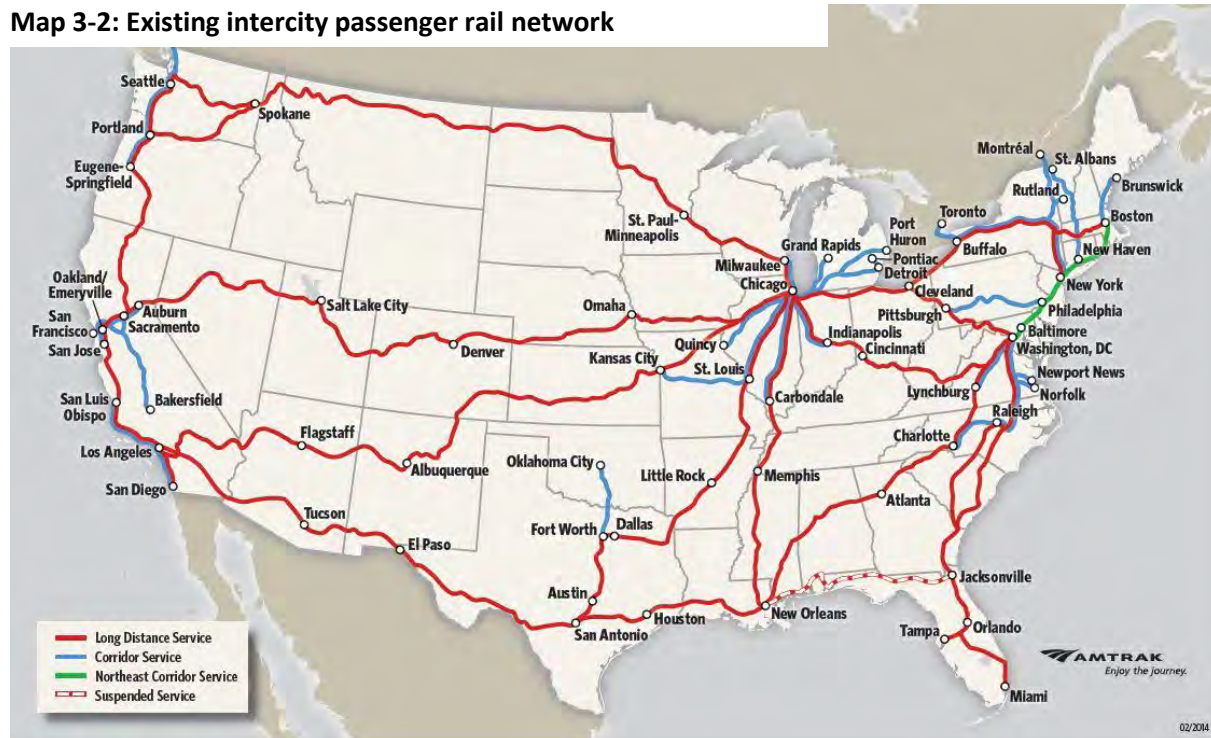 Map 3-2: Existing intercity passenger rail network
Seattle
Spokane
Portland
Eugene-
Springfield
Oakland/
Emeryville
Auburn
Sacramento
San
Francisco
San Jose
Bakersfield
San Luis
Obispo
Los Angeles
San Diego
Salt Lake City
Denver
Omaha
Flagstaff
Albuquerque
Tucson
El Paso
Oklahoma City
Fort Worth
Dallas
Austin
San Antonio
Houston
New Orleans
Little Rock
Memphis
Kansas City
St. Louis
Quincy
Carbondale
St. Paul-
Minneapolis
Milwaukee
Chicago
Grand Rapids
Port
Huron
Pontiac
Detroit
Indianapolis
Cincinnati
Cleveland
Pittsburgh
Toronto
Buffalo
Montréal
St. Albans
Rutland
Brunswick
Boston
New Haven
New York
Philadelphia
Baltimore
Washington, DC
Newport News
Norfolk
Lynchburg
Raleigh
Charlotte
Atlanta
Jacksonville
Orlando
Tampa
Miami
Long Distance Service
Corridor Service
Northeast Corridor Service
Suspended Service
AMTRAK
Enjoy the journey.
02/2014